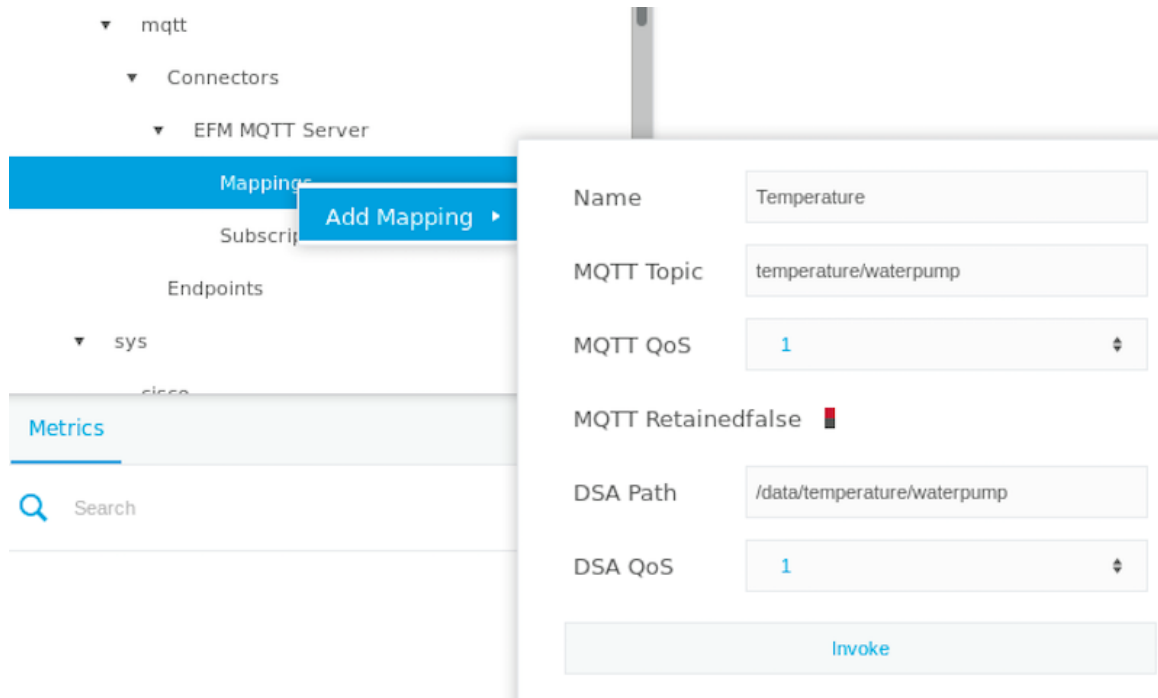 mqtt
Connectors
EFM MQTT Server
Mappings
Add Mapping
Endpoints
sys
cisco
Metrics
Search
Name
Temperature
MQTT Topic
temperature/waterpump
MQTT QoS
1
MQTT Retainedfalse
DSA Path
/data/temperature/waterpump
DSA QoS
1
Invoke